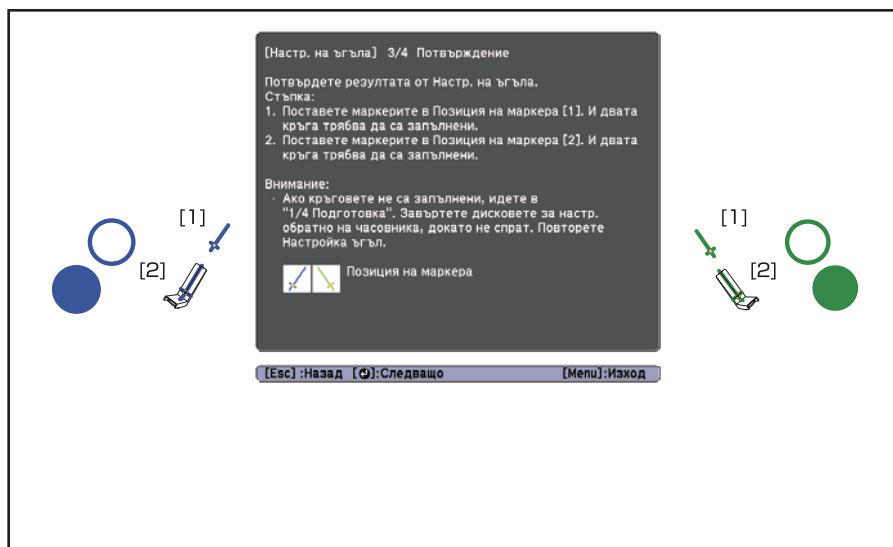 [Настр. на ъгъла] 3/4 Потвърждение
Потвърдете резултата от Настр. на ъгъла.
Стъпка:
1. Поставете маркерите в Позиция на маркера [1]. И двата
кръга трябва да са запълнени.
2. Поставете маркерите в Позиция на маркера [2]. И двата
кръга трябва да са запълнени.
Внимание:
· Ако кръговете не са запълнени, идете в
"1/4 Подготовка". Завъртете дисковете за настр.
обратно на часовника, докато не спрат. Повторете
Настройка ъгъл.
Позиция на маркера
[1]
[2]
[1]
[2]
[Esc] :Назад [↵]:Следващо [Menu]:Изход